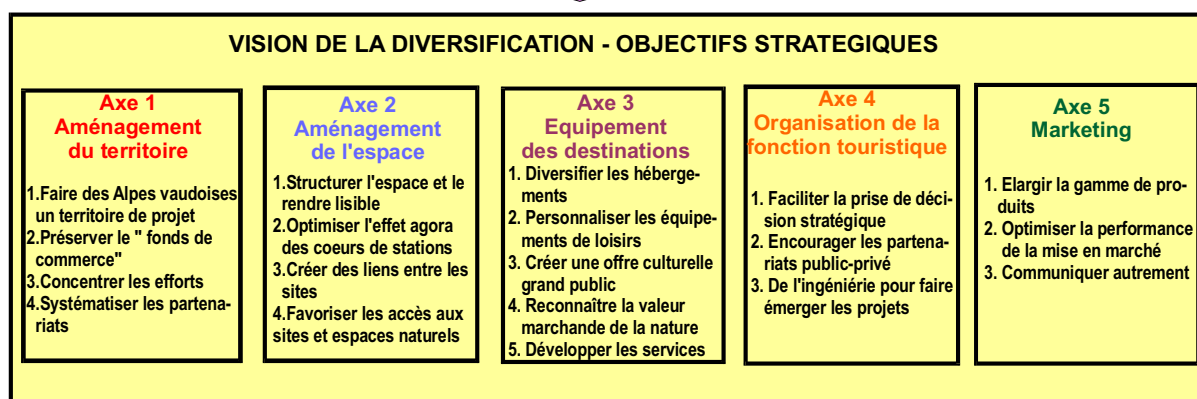 VISION DE LA DIVERSIFICATION - OBJECTIFS STRATEGIQUES
Axe 1
Aménagement
du territoire
1.Faire des Alpes vaudoises
un territoire de projet
2.Préserver le " fonds de
commerce"
3.Concentrer les efforts
4.Systématiser les partena-
riats
Axe 2
Aménagement
de l'espace
1.Structurer l'espace et le
rendre lisible
2.Optimiser l'effet agora
des coeurs de stations
3.Créer des liens entre les
sites
4.Favoriser les accès aux
sites et espaces naturels
Axe 3
Equipement
des destinations
1. Diversifier les héberge-
ments
2. Personnaliser les équipe-
ments de loisirs
3. Créer une offre culturelle
grand public
4. Reconnaître la valeur
marchande de la nature
5. Développer les services
Axe 4
Organisation de la
fonction touristique
1. Faciliter la prise de déci-
sion stratégique
2. Encourager les partena-
riats public-privé
3. De l'ingéniérie pour faire
émerger les projets
Axe 5
Marketing
1. Elargir la gamme de pro-
duits
2. Optimiser la performance
de la mise en marché
3. Communiquer autrement